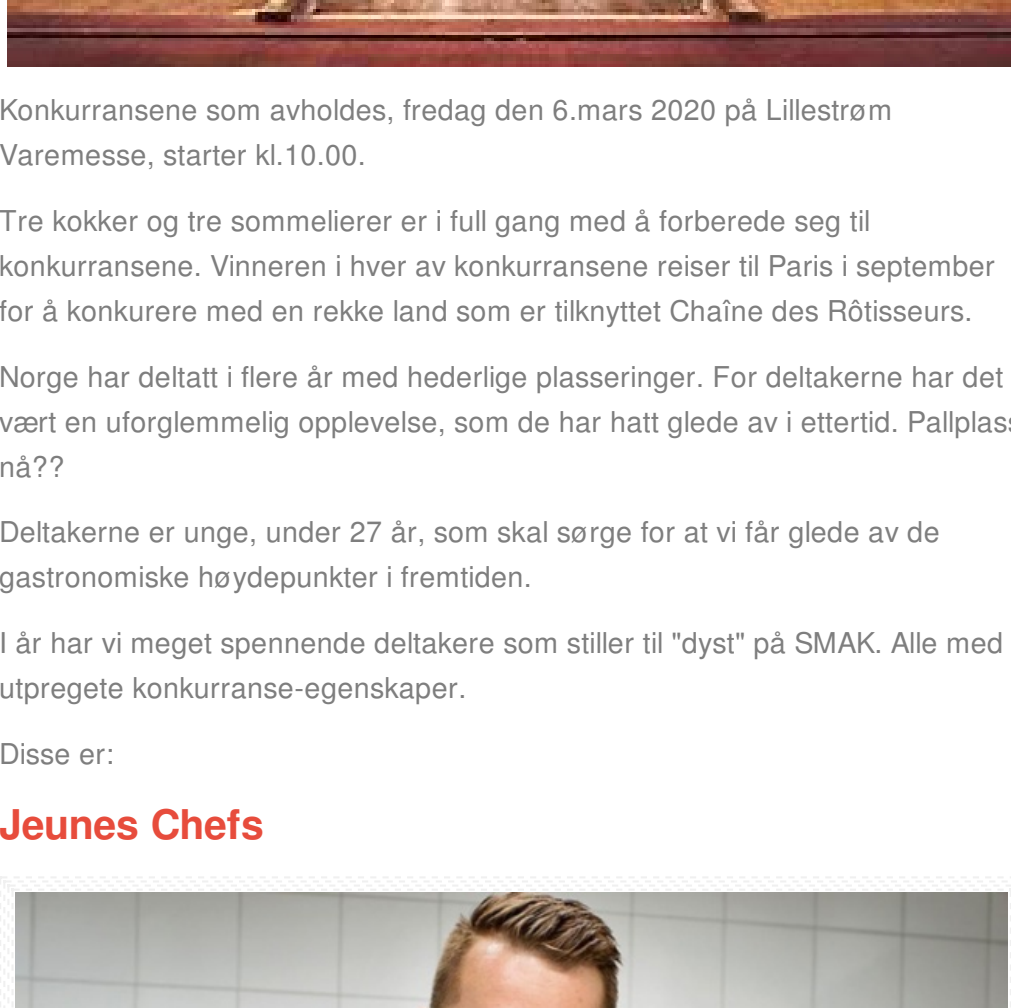 Konkurransene som avholdes, fredag den 6.mars 2020 på Lillestrøm
Varemesse, starter kl.10.00.
Tre kokker og tre sommelierer er i full gang med å forberede seg til
konkurransene. Vinneren i hver av konkurransene reiser til Paris i september
for å konkurere med en rekke land som er tilknyttet Chaîne des Rôtisseurs.
Norge har deltatt i flere år med hederlige plasseringer. For deltakerne har det
vært en uforglemmelig opplevelse, som de har hatt glede av i ettertid. Pallplass
nå??
Deltakerne er unge, under 27 år, som skal sørge for at vi får glede av de
gastronomiske høydepunkter i fremtiden.
I år har vi meget spennende deltakere som stiller til "dyst" på SMAK. Alle med
utpregete konkurranse-egenskaper.
Disse er:
Jeunes Chefs